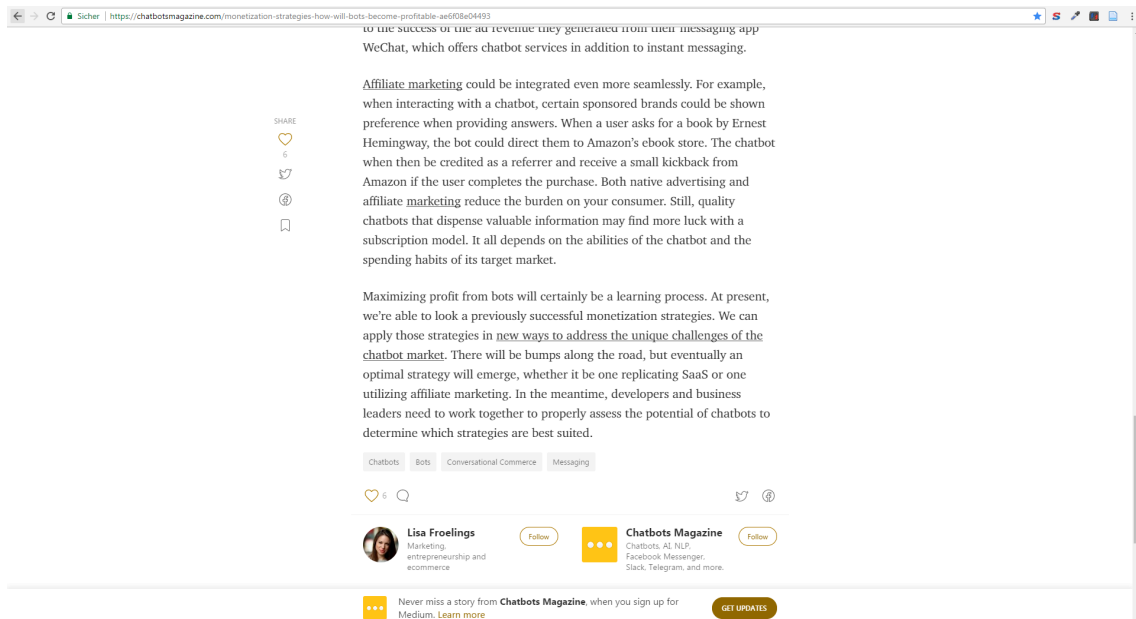 Sicher | https://chatbotsmagazine.com/monetization-strategies-how-will-bots-become-profitable-ae6f08e04493
to the success of the ad revenue they generated from their messaging app
WeChat, which offers chatbot services in addition to instant messaging.
Affiliate marketing could be integrated even more seamlessly. For example,
when interacting with a chatbot, certain sponsored brands could be shown
preference when providing answers. When a user asks for a book by Ernest
Hemingway, the bot could direct them to Amazon's ebook store. The chatbot
when then be credited as a referrer and receive a small kickback from
Amazon if the user completes the purchase. Both native advertising and
affiliate marketing reduce the burden on your consumer. Still, quality
chatbots that dispense valuable information may find more luck with a
subscription model. It all depends on the abilities of the chatbot and the
spending habits of its target market.
SHARE
6
Maximizing profit from bots will certainly be a learning process. At present,
we're able to look a previously successful monetization strategies. We can
apply those strategies in new ways to address the unique challenges of the
chatbot market. There will be bumps along the road, but eventually an
optimal strategy will emerge, whether it be one replicating SaaS or one
utilizing affiliate marketing. In the meantime, developers and business
leaders need to work together to properly assess the potential of chatbots to
determine which strategies are best suited.
Chatbots Bots Conversational Commerce Messaging
6
Lisa Froelings
Marketing,
entrepreneurship and
ecommerce
Follow
Chatbots Magazine
Chatbots, AI, NLP,
Facebook Messenger,
Slack, Telegram, and more.
Follow
Never miss a story from Chatbots Magazine, when you sign up for
Medium. Learn more
GET UPDATES